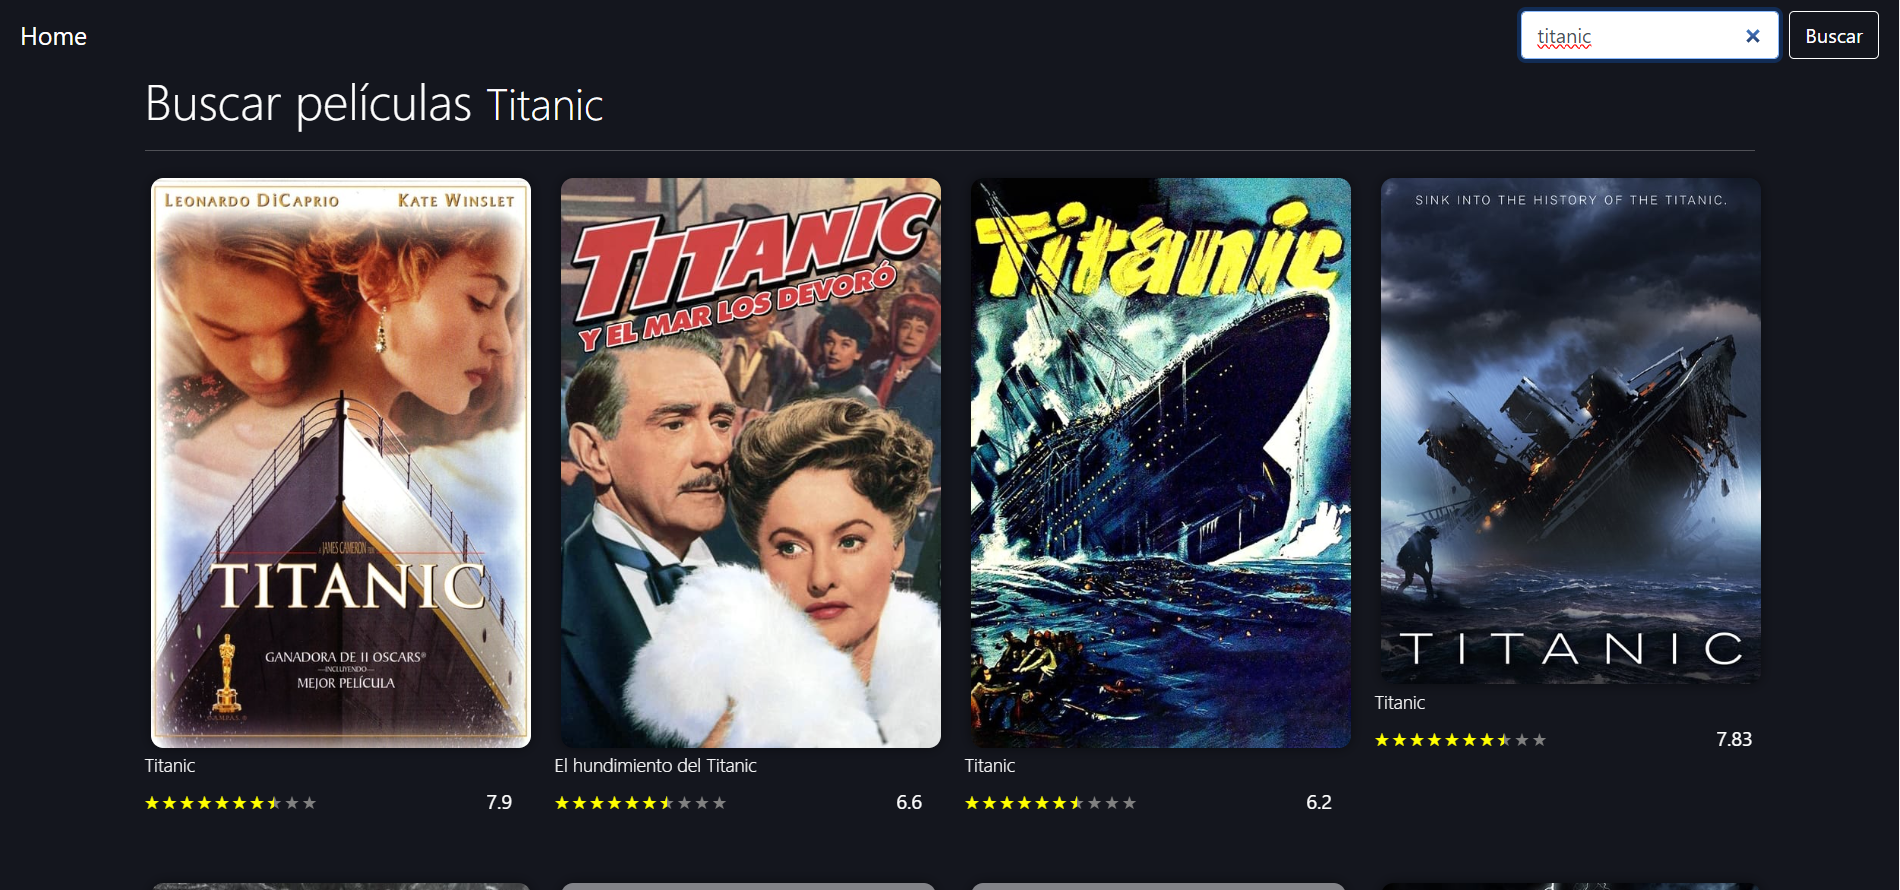 Home
titanic
Buscar
Buscar películas Titanic
LEONARDO DICAPRIO KATE WINSLET
JAMES CAMERON
TITANIC
GANADORA DE 11 OSCARS®
—INCLUYENDO—
MEJOR PELÍCULA
Titanic
7.9
TITANIC
Y EL MAR LOS DEVORÓ
El hundimiento del Titanic
6.6
Titanic
Titanic
6.2
SINK INTO THE HISTORY OF THE TITANIC.
TITANIC
Titanic
7.83